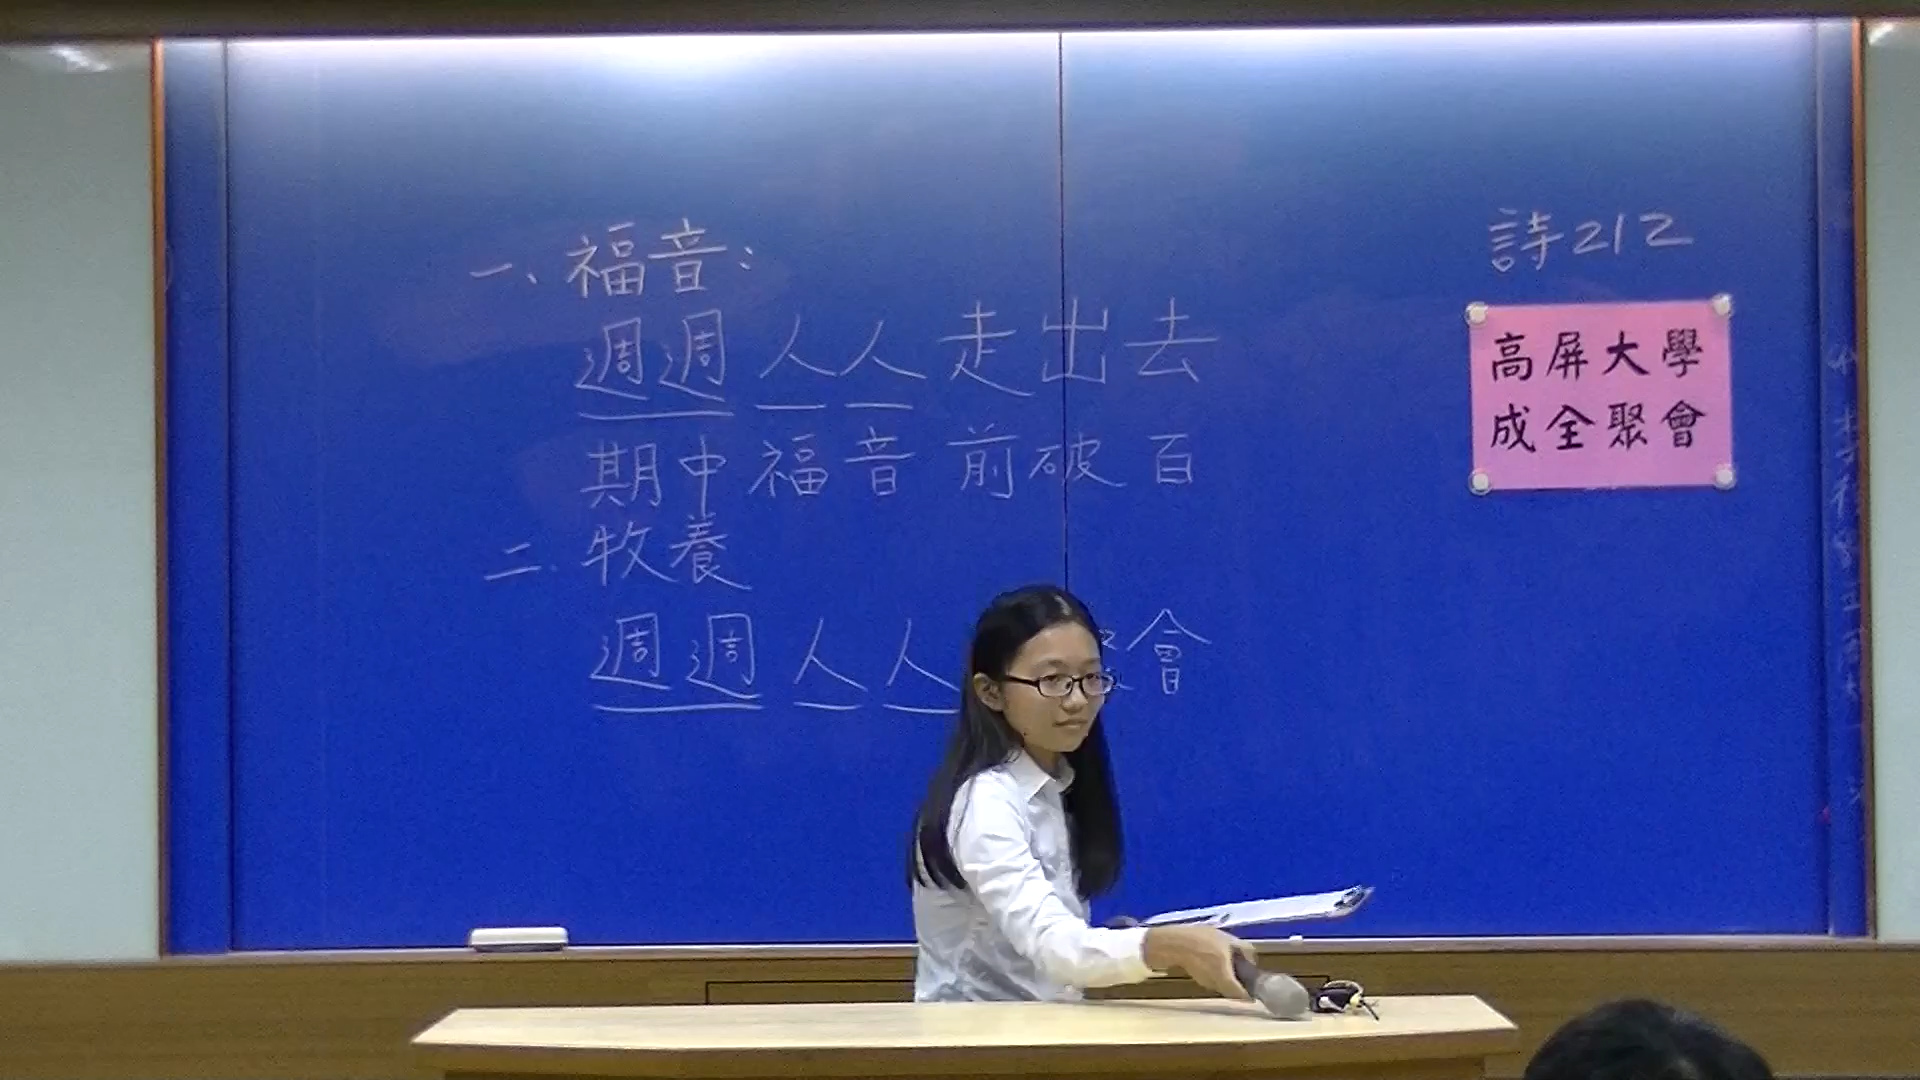 一、福音：
週週人人走出去
期中福音前破百
二.牧養
週週人人聚會
詩212
高屏大學
成全聚會